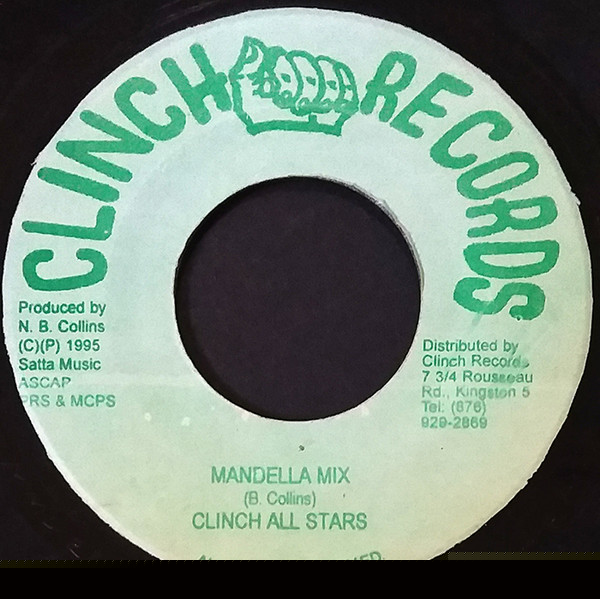 CLINCH RECORDS
Produced by
N. B. Collins
(C)(P) 1995
Satta Music
ASCAP
PRS & MCPS
Distributed by
Clinch Records
7 3/4 Rousseau
Rd., Kingston 5
Tel: (876)
929-2869
MANDELLA MIX
(B. Collins)
CLINCH ALL STARS